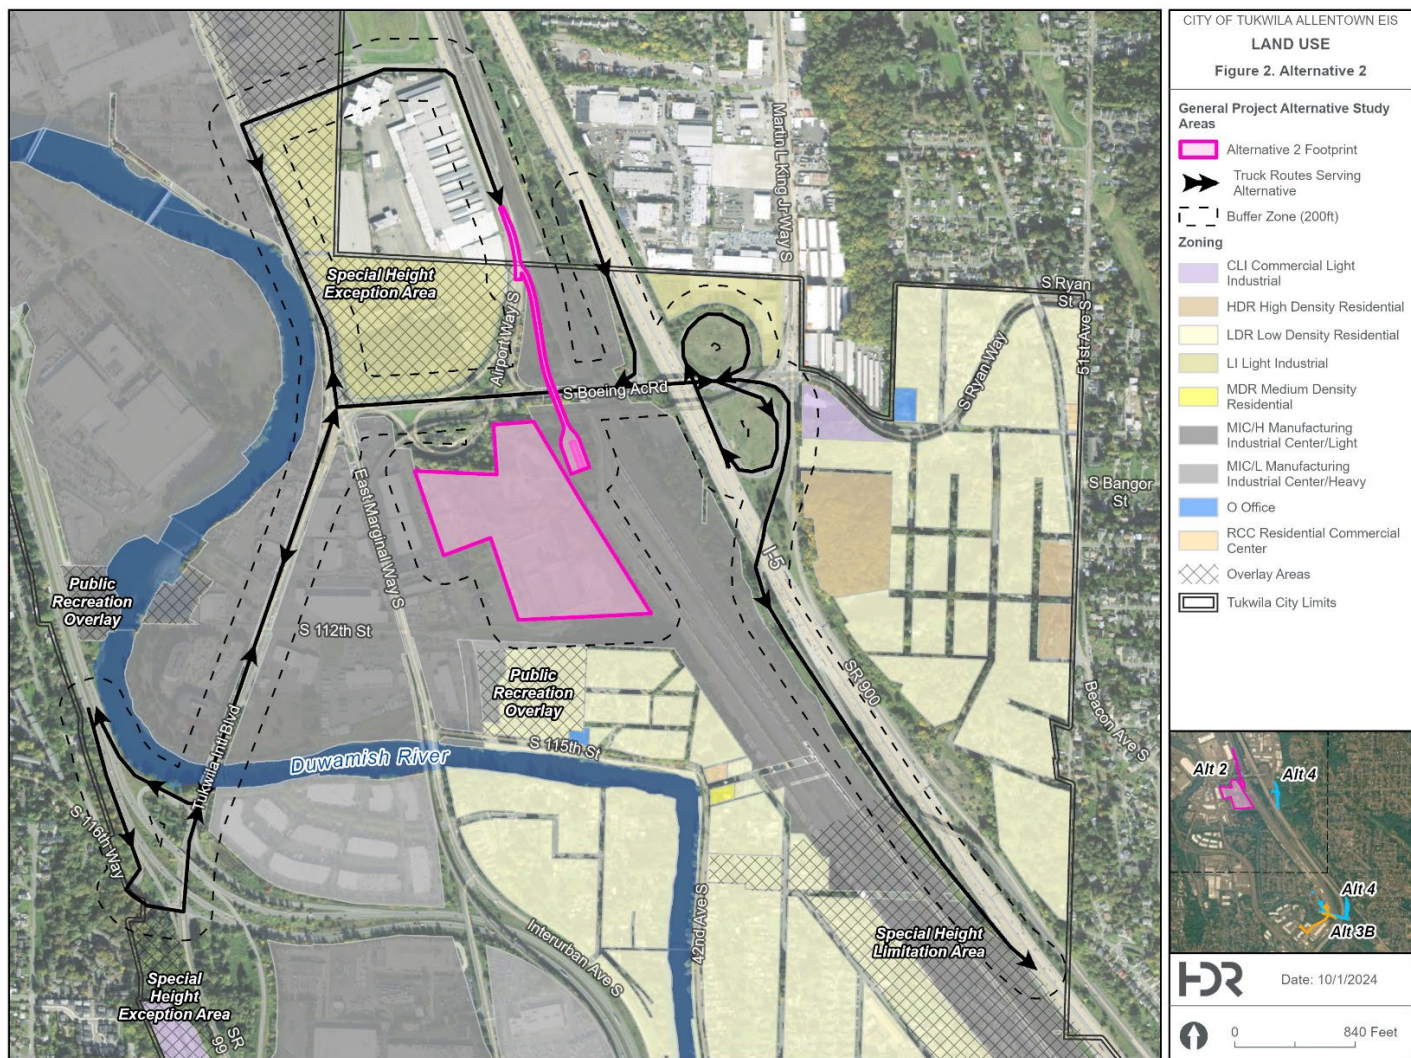 CITY OF TUKWILA ALLENTOWN EIS
LAND USE
Figure 2. Alternative 2
General Project Alternative Study
Areas
Alternative 2 Footprint
Truck Routes Serving
Alternative
Buffer Zone (200ft)
Zoning
CLI Commercial Light
Industrial
HDR High Density Residential
LDR Low Density Residential
LI Light Industrial
MDR Medium Density
Residential
MIC/H Manufacturing
Industrial Center/Light
MIC/L Manufacturing
Industrial Center/Heavy
O Office
RCC Residential Commercial
Center
Overlay Areas
Tukwila City Limits
Alt 2
Alt 4
Alt 4
Alt 3B
HDR
Date: 10/1/2024
0
840 Feet
Martin L King Jr Way S
Special Height
Exception Area
Airport Way S
S Boeing AcRd
S Ryan
St
51st Ave S
S Ryan Way
S Bangor
St
East Marginal Way S
I-5
Public
Recreation
Overlay
S 112th St
Public
Recreation
Overlay
SR 900
Beacon Ave S
S 115th St
Duwamish River
Tukwila Intl Blvd
S 116th Way
42nd Ave S
Interurban Ave S
Special Height
Limitation Area
Special
Height
Exception Area
SR
99